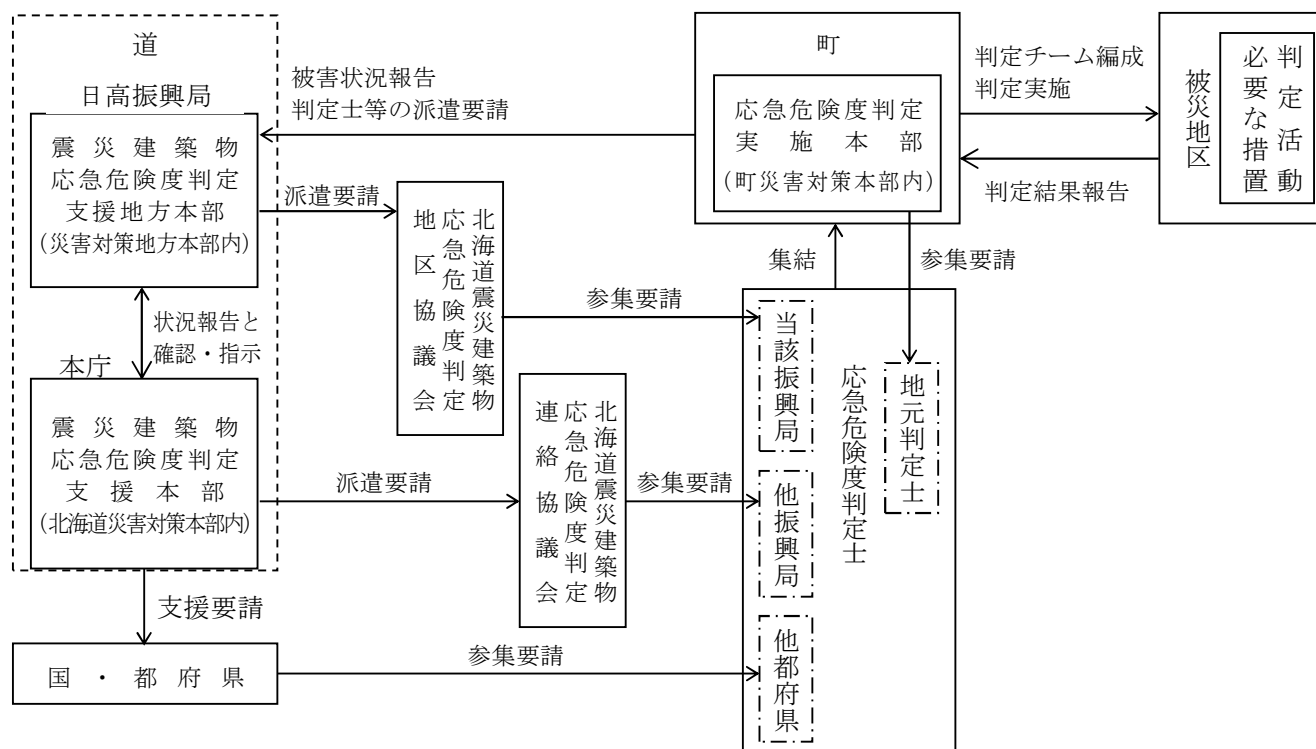 道
日高振興局
震災建築物
応急危険度判定
支援地方本部
（災害対策地方本部内）
状況報告と
確認・指示
本庁
震災建築物
応急危険度判定
支援本部
（北海道災害対策本部内）
支援要請
国・都府県
被害状況報告
判定士等の派遣要請
派遣要請
北海道震災建築物
応急危険度判定
地区協議会
派遣要請
北海道震災建築物
応急危険度判定
連絡協議会
参集要請
参集要請
参集要請
町
応急危険度判定
実施本部
（町災害対策本部内）
集結
参集要請
当該振興局
他振興局
他都府県
応急危険度判定士
地元判定士
判定チーム編成
判定実施
判定結果報告
被災地区
判定活動
必要な措置